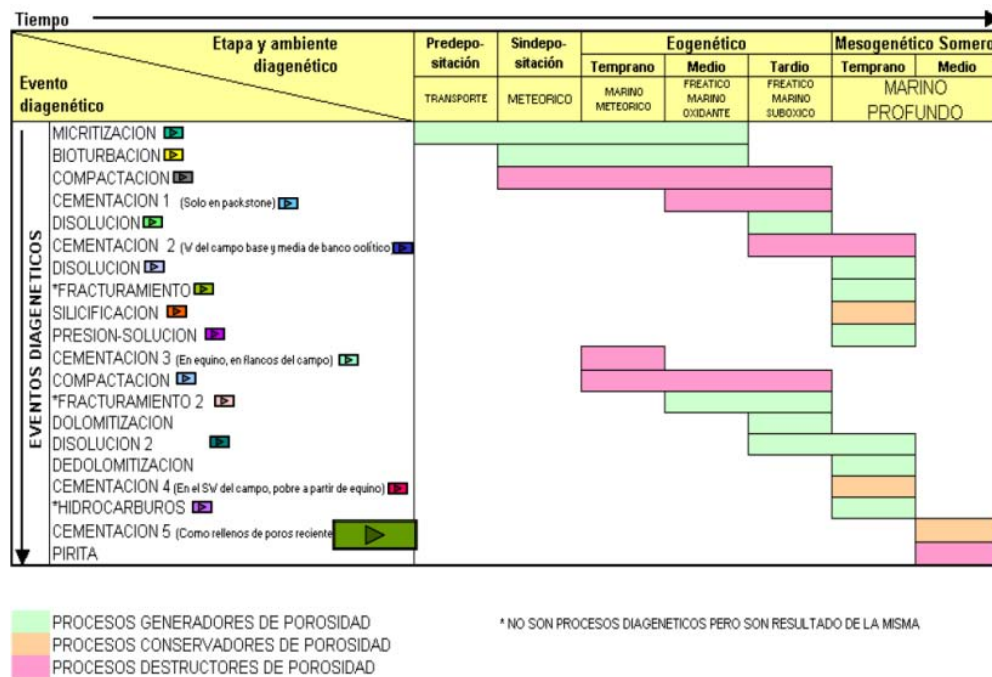 Tiempo
Etapa y ambiente
diagenético
Evento
diagenético
Predepo-
sitación
Sindepo-
sitación
Eogenético
Mesogenético Somero
Temprano
Medio
Tardio
Temprano
Medio
TRANSPORTE
METEORICO
MARINO
METEORICO
FREATICO
MARINO
OXIDANTE
FREATICO
MARINO
SUBOXICO
MARINO
PROFUNDO
EVENTOS DIAGENETICOS
MICRITIZACION
BIOTURBACION
COMPACTACION
CEMENTACION 1 (Solo en packstone)
DISOLUCION
CEMENTACION 2 (W del campo base y media de banco oolítico
DISOLUCION
*FRACTURAMIENTO
SILICIFICACION
PRESION-SOLUCION
CEMENTACION 3 (En equino, en flancos del campo)
COMPACTACION
*FRACTURAMIENTO 2
DOLOMITIZACION
DISOLUCION 2
DEDOLOMITIZACION
CEMENTACION 4 (En el SW del campo, pobre a partir de equino)
*HIDROCARBUROS
CEMENTACION 5 (Como rellenos de poros reciente
PIRITA
PROCESOS GENERADORES DE POROSIDAD
PROCESOS CONSERVADORES DE POROSIDAD
PROCESOS DESTRUCTORES DE POROSIDAD
* NO SON PROCESOS DIAGENETICOS PERO SON RESULTADO DE LA MISMA